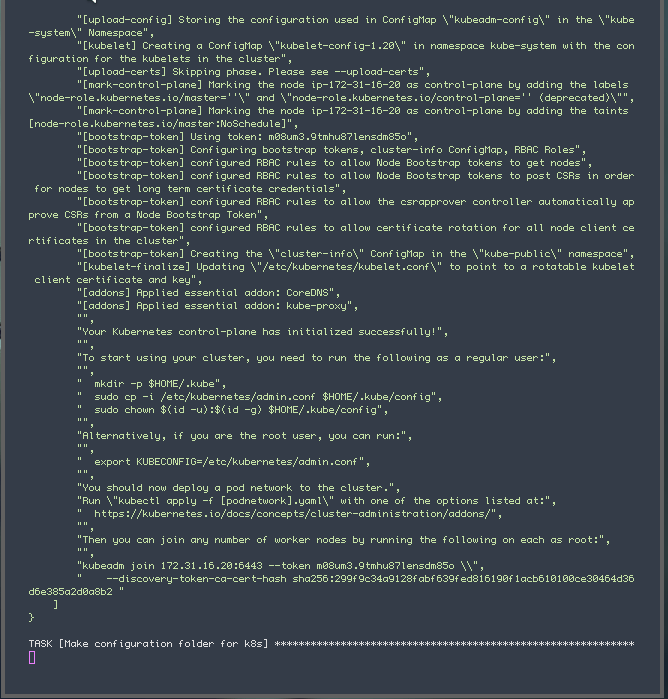 "[upload-config] Storing the configuration used in ConfigMap \"kubeadm-config\" in the \"kube
-system\" Namespace",
"[kubelet] Creating a ConfigMap \"kubelet-config-1.20\" in namespace kube-system with the con
figuration for the kubelets in the cluster",
"[upload-certs] Skipping phase. Please see --upload-certs",
"[mark-control-plane] Marking the node ip-172-31-16-20 as control-plane by adding the labels
\"node-role.kubernetes.io/master=''\" and \"node-role.kubernetes.io/control-plane='' (deprecated)\"",
"[mark-control-plane] Marking the node ip-172-31-16-20 as control-plane by adding the taints
[node-role.kubernetes.io/master:NoSchedule]",
"[bootstrap-token] Using token: m08um3.9tmhu87lensdm85o",
"[bootstrap-token] Configuring bootstrap tokens, cluster-info ConfigMap, RBAC Roles",
"[bootstrap-token] configured RBAC rules to allow Node Bootstrap tokens to get nodes",
"[bootstrap-token] configured RBAC rules to allow Node Bootstrap tokens to post CSRs in order
for nodes to get long term certificate credentials",
"[bootstrap-token] configured RBAC rules to allow the csrapprover controller automatically ap
prove CSRs from a Node Bootstrap Token",
"[bootstrap-token] configured RBAC rules to allow certificate rotation for all node client ce
rtificates in the cluster",
"[bootstrap-token] Creating the \"cluster-info\" ConfigMap in the \"kube-public\" namespace",
"[kubelet-finalize] Updating \"/etc/kubernetes/kubelet.conf\" to point to a rotatable kubelet
client certificate and key",
"[addons] Applied essential addon: CoreDNS",
"[addons] Applied essential addon: kube-proxy",
"",
"Your Kubernetes control-plane has initialized successfully!",
"",
"To start using your cluster, you need to run the following as a regular user:",
"",
"  mkdir -p $HOME/.kube",
"  sudo cp -i /etc/kubernetes/admin.conf $HOME/.kube/config",
"  sudo chown $(id -u):$(id -g) $HOME/.kube/config",
"",
"Alternatively, if you are the root user, you can run:",
"",
"  export KUBECONFIG=/etc/kubernetes/admin.conf",
"",
"You should now deploy a pod network to the cluster.",
"Run \"kubectl apply -f [podnetwork].yaml\" with one of the options listed at:",
"  https://kubernetes.io/docs/concepts/cluster-administration/addons/",
"",
"Then you can join any number of worker nodes by running the following on each as root:",
"",
"kubeadm join 172.31.16.20:6443 --token m08um3.9tmhu87lensdm85o \\",
"    --discovery-token-ca-cert-hash sha256:299f9c34a9128fabf639fed816190f1acb610100ce30464d36
d6e385a2d0a8b2 "
]
}
TASK [Make configuration folder for k8s] *************************************************************